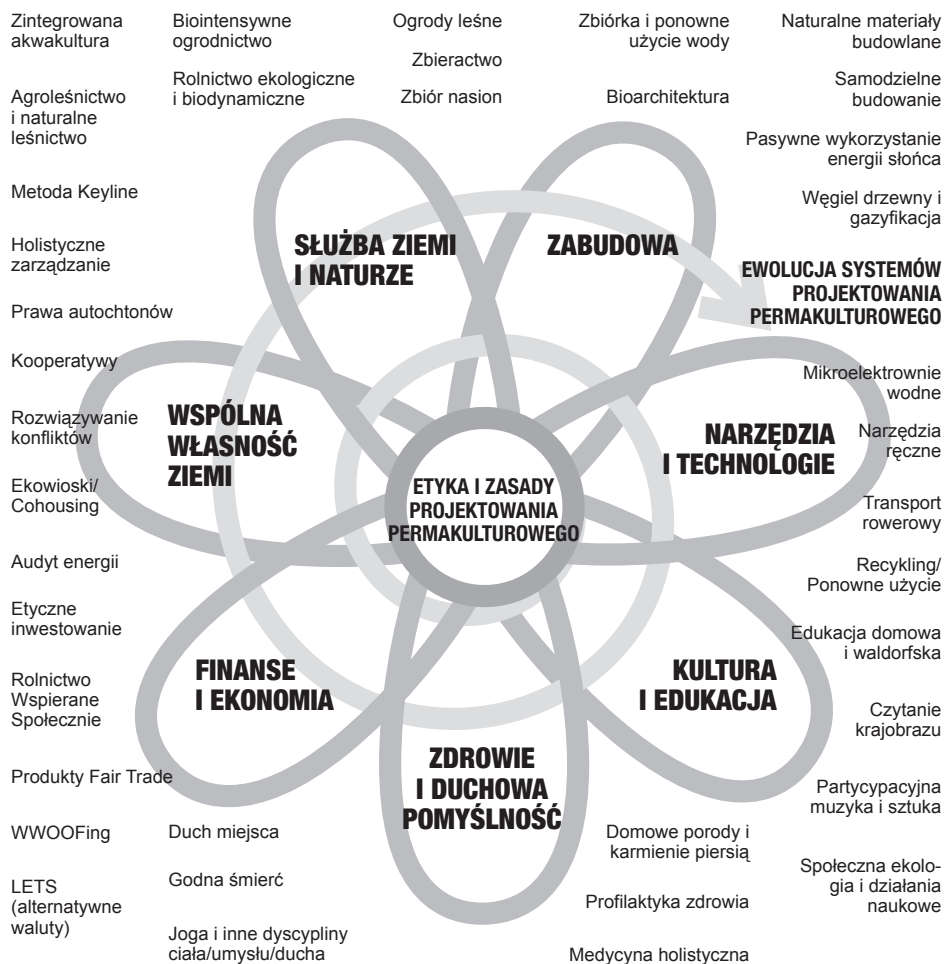 Zintegrowana
akwakultura
Biointensywne
ogrodnictwo
Ogrody leśne
Zbiórka i ponowne
użycie wody
Naturalne materiały
budowlane
Zbieractwo
Rolnictwo ekologiczne
i biodynamiczne
Zbiór nasion
Bioarchitektura
Samodzielne
budowanie
Agroleśnictwo
i naturalne
leśnictwo
Pasywne wykorzystanie
energii słońca
Metoda Keyline
Węgiel drzewny i
gazyfikacja
Holistyczne
zarządzanie
SŁUŻBA ZIEMI
I NATURZE
ZABUDOWA
EWOLUCJA SYSTEMÓW
PROJEKTOWANIA
PERMAKULTUROWEGO
Prawa autochtonów
Kooperatywy
Mikroelektrownie
wodne
Rozwiązywanie
konfliktów
WSPÓLNA
WŁASNOŚĆ
ZIEMI
NARZĘDZIA
I TECHNOLOGIE
Narzędzia
ręczne
Ekowioski/
Cohousing
ETYKA I ZASADY
PROJEKTOWANIA
PERMAKULTUROWEGO
Transport
rowerowy
Audyt energii
Recykling/
Ponowne użycie
Etyczne
inwestowanie
Edukacja domowa
i waldorfska
FINANSE
I EKONOMIA
KULTURA
I EDUKACJA
Rolnictwo
Wspierane
Społecznie
Czytanie
krajobrazu
ZDROWIE
I DUCHOWA
POMYŚLNOŚĆ
Produkty Fair Trade
Partycypacyjna
muzyka i sztuka
WWOOFing
Duch miejsca
Domowe porody i
karmienie piersią
LETS
(alternatywne
waluty)
Godna śmierć
Profilaktyka zdrowia
Społeczna ekolo-
gia i działania
naukowe
Joga i inne dyscypliny
ciała/umysłu/ducha
Medycyna holistyczna